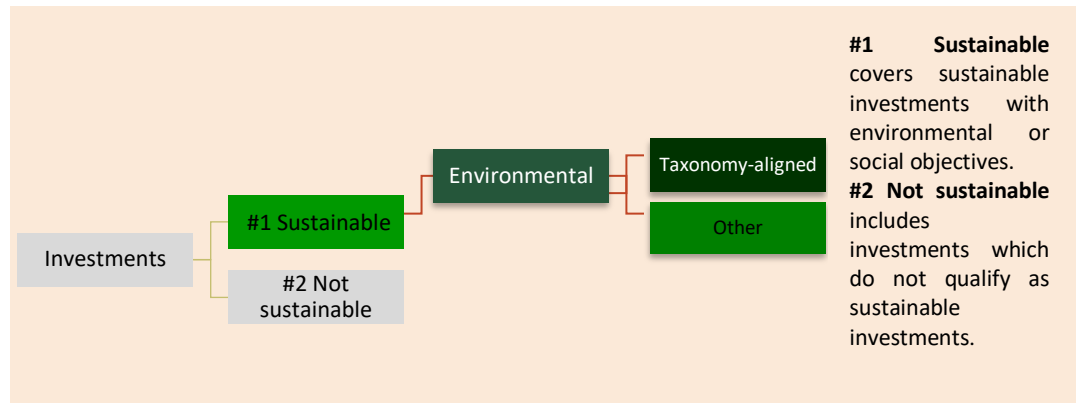 Investments
#1 Sustainable
#2 Not
sustainable
Environmental
Taxonomy-aligned
Other
#1 Sustainable
covers sustainable
investments with
environmental or
social objectives.
#2 Not sustainable
includes
investments which
do not qualify as
sustainable
investments.